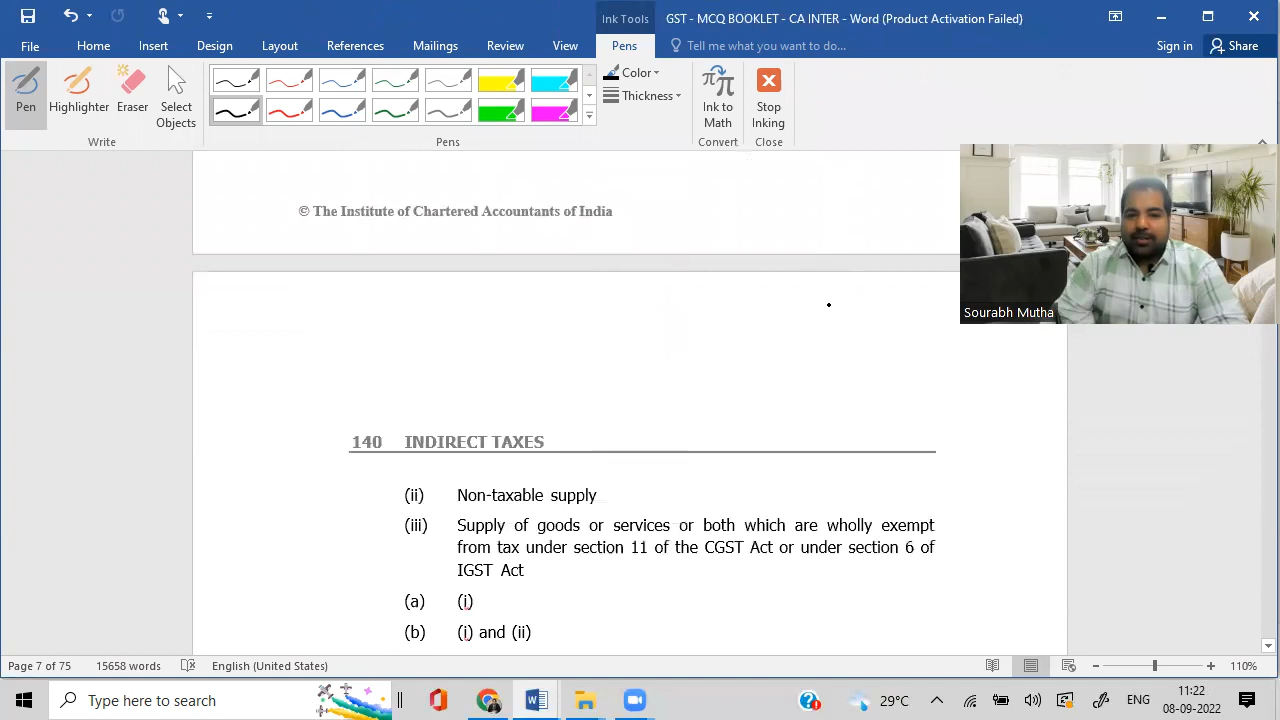 GST - MCQ BOOKLET - CA INTER - Word (Product Activation Failed)
Ink Tools
File Home Insert Design Layout References Mailings Review View Pens Tell me what you want to do... Sign in Share
Pen Highlighter Eraser Select Objects
Color
Thickness
Ink to Math
Stop Inking
Write Pens Convert Close
© The Institute of Chartered Accountants of India
Sourabh Mutha
140 INDIRECT TAXES
(ii) Non-taxable supply
(iii) Supply of goods or services or both which are wholly exempt
from tax under section 11 of the CGST Act or under section 6 of
IGST Act
(a) (i)
(b) (i) and (ii)
Page 7 of 75 15658 words English (United States) 110%
Type here to search
29°C ENG 11:22
08-09-2022